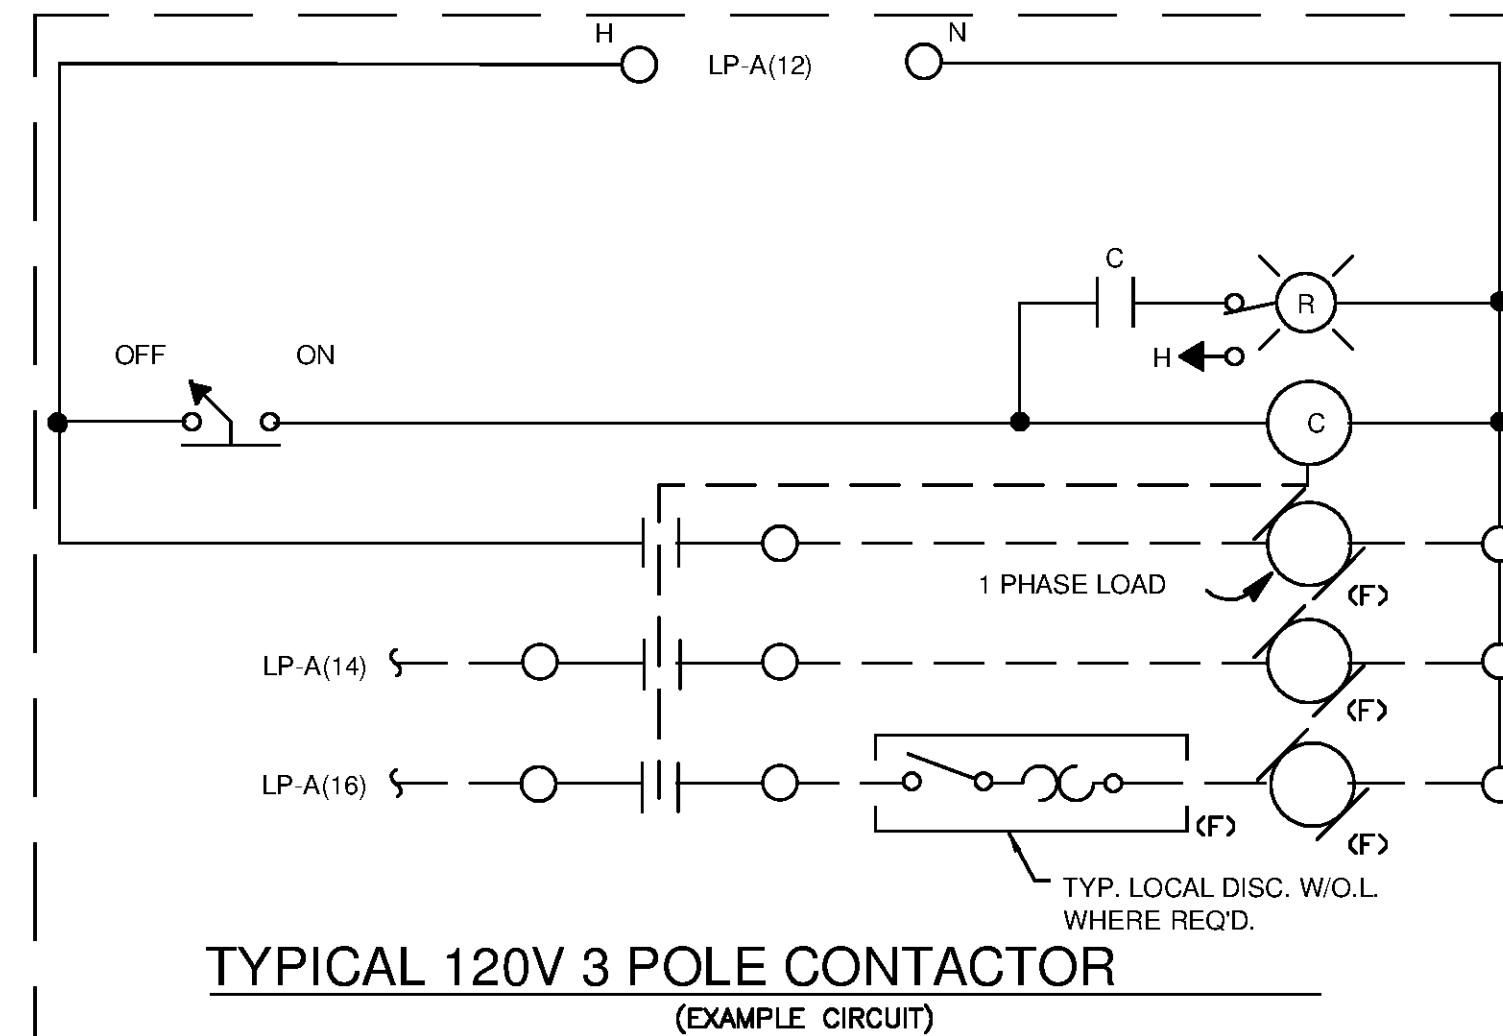 H
N
LP-A(12)
C
R
H
OFF
ON
C
1 PHASE LOAD
(F)
LP-A(14)
(F)
LP-A(16)
(F)
(F)
TYP. LOCAL DISC. W/O.L.
WHERE REQ'D.
TYPICAL 120V 3 POLE CONTACTOR
(EXAMPLE CIRCUIT)